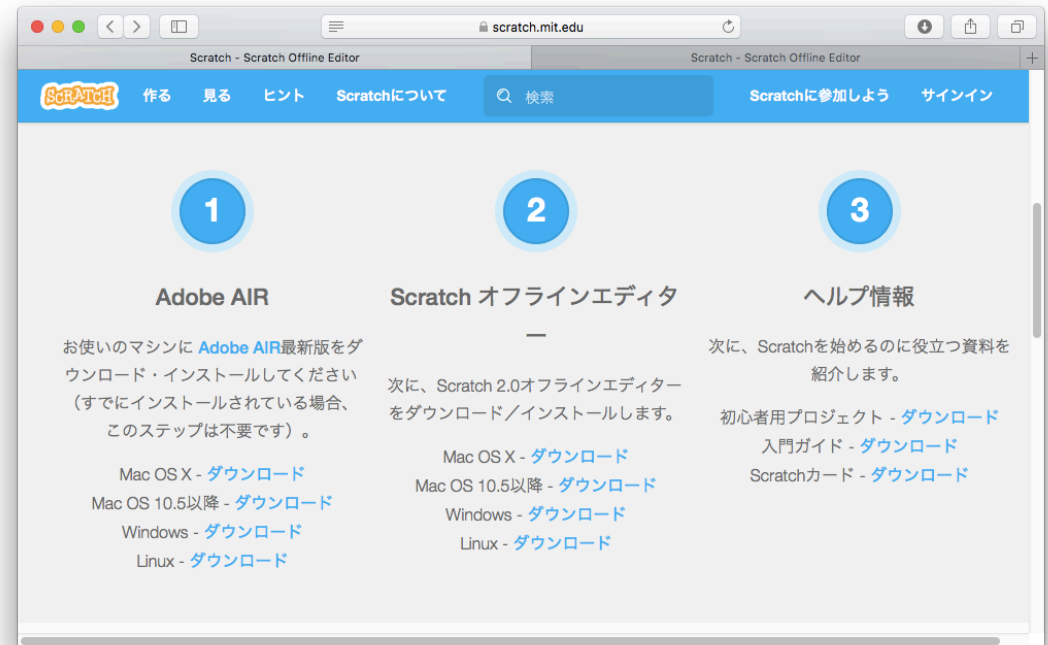 scratch.mit.edu
Scratch - Scratch Offline Editor
Scratch - Scratch Offline Editor
SCRATCH
作る
見る
ヒント
Scratchについて
検索
Scratchに参加しよう
サインイン
1
Adobe AIR
お使いのマシンに Adobe AIR最新版をダ
ウンロード・インストールしてください
（すでにインストールされている場合、
このステップは不要です）。
Mac OS X - ダウンロード
Mac OS 10.5以降 - ダウンロード
Windows - ダウンロード
Linux - ダウンロード
2
Scratch オフラインエディタ
ー
次に、Scratch 2.0オフラインエディター
をダウンロード／インストールします。
Mac OS X - ダウンロード
Mac OS 10.5以降 - ダウンロード
Windows - ダウンロード
Linux - ダウンロード
3
ヘルプ情報
次に、Scratchを始めるのに役立つ資料を
紹介します。
初心者用プロジェクト - ダウンロード
入門ガイド - ダウンロード
Scratchカード - ダウンロード